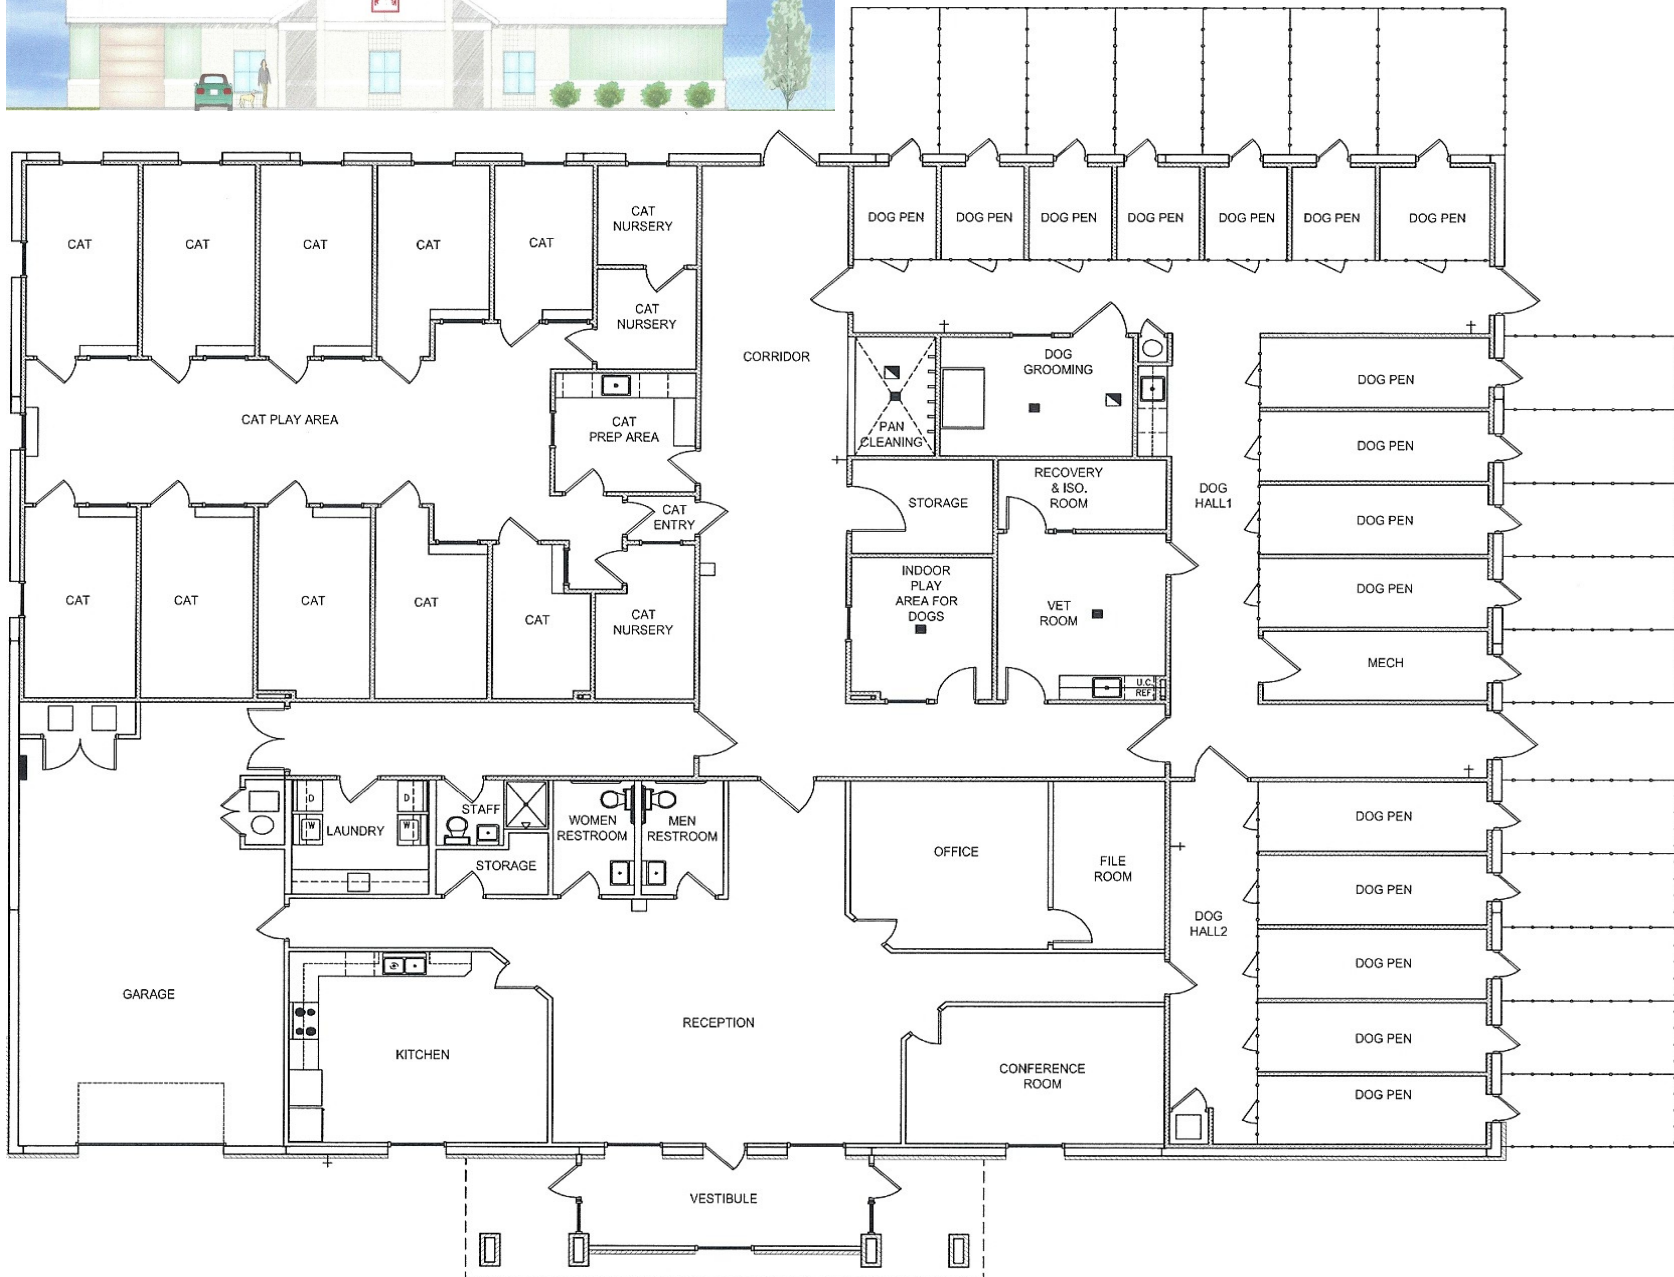 DOG PEN
DOG PEN
DOG PEN
DOG PEN
DOG PEN
DOG PEN
DOG PEN
CAT
CAT
CAT
CAT
CAT
CAT
NURSERY
CAT
NURSERY
CORRIDOR
DOG
GROOMING
PAN
CLEANING
CAT PLAY AREA
CAT
PREP AREA
DOG PEN
DOG PEN
DOG PEN
DOG PEN
DOG
HALL1
RECOVERY
& ISO.
ROOM
STORAGE
CAT
ENTRY
INDOOR
PLAY
AREA FOR
DOGS
VET
ROOM
U.C.
REF.
MECH
CAT
CAT
CAT
CAT
CAT
CAT
NURSERY
D
D
W
W
LAUNDRY
STAFF
STORAGE
WOMEN
RESTROOM
MEN
RESTROOM
OFFICE
FILE
ROOM
DOG
HALL2
DOG PEN
DOG PEN
DOG PEN
DOG PEN
DOG PEN
GARAGE
KITCHEN
RECEPTION
CONFERENCE
ROOM
VESTIBULE